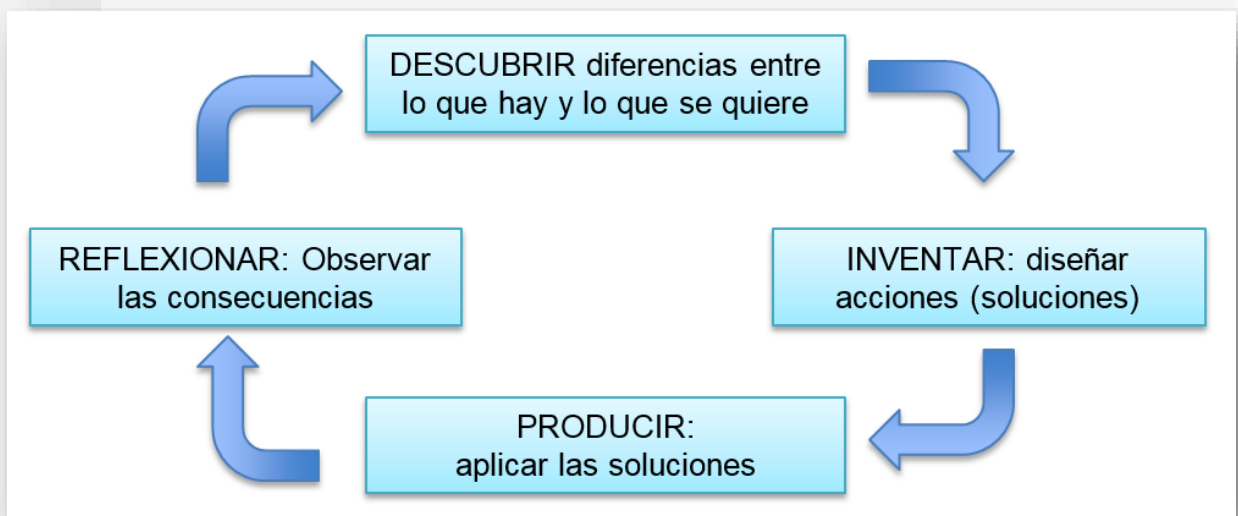 DESCUBRIR diferencias entre
lo que hay y lo que se quiere
REFLEXIONAR: Observar
las consecuencias
INVENTAR: diseñar
acciones (soluciones)
PRODUCIR:
aplicar las soluciones